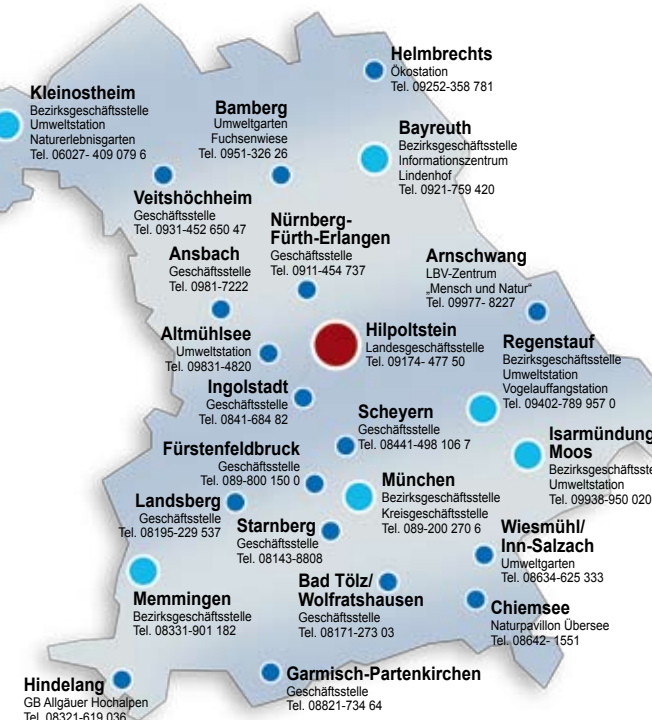 Helmbrechts
Ökostation
Tel. 09252-358 781
Kleinostheim
Bezirksgeschäftsstelle
Umweltstation
Naturerlebnisgarten
Tel. 06027- 409 079 6
Bamberg
Umweltgarten
Fuchsenwiese
Tel. 0951-326 26
Bayreuth
Bezirksgeschäftsstelle
Informationszentrum
Lindenhof
Tel. 0921-759 420
Veitshöchheim
Geschäftsstelle
Tel. 0931-452 650 47
Nürnberg-
Fürth-Erlangen
Geschäftsstelle
Tel. 0911-454 737
Ansbach
Geschäftsstelle
Tel. 0981-7222
Arnschwang
LBV-Zentrum
„Mensch und Natur“
Tel. 09977- 8227
Altmühlsee
Umweltstation
Tel. 09831-4820
Hilpoltstein
Landesgeschäftsstelle
Tel. 09174- 477 50
Regenstauf
Bezirksgeschäftsstelle
Umweltstation
Vogelauffangstation
Tel. 09402-789 957 0
Ingolstadt
Geschäftsstelle
Tel. 0841-684 82
Scheyern
Geschäftsstelle
Tel. 08441-498 106 7
Isarmündung
Moos
Bezirksgeschäftsste
Umweltstation
Tel. 09938-950 020
Fürstenfeldbruck
Geschäftsstelle
Tel. 089-800 150 0
München
Bezirksgeschäftsstelle
Kreisgeschäftsstelle
Tel. 089-200 270 6
Landsberg
Geschäftsstelle
Tel. 08195-229 537
Starnberg
Geschäftsstelle
Tel. 08143-8808
Wiesmühl/
Inn-Salzach
Umweltgarten
Tel. 08634-625 333
Memmingen
Bezirksgeschäftsstelle
Tel. 08331-901 182
Bad Tölz/
Wolfratshausen
Geschäftsstelle
Tel. 08171-273 03
Chiemsee
Naturpavillon Übersee
Tel. 08642- 1551
Hindelang
GB Allgäuer Hochalpen
Tel. 08321-619 036
Garmisch-Partenkirchen
Geschäftsstelle
Tel. 08821-734 64